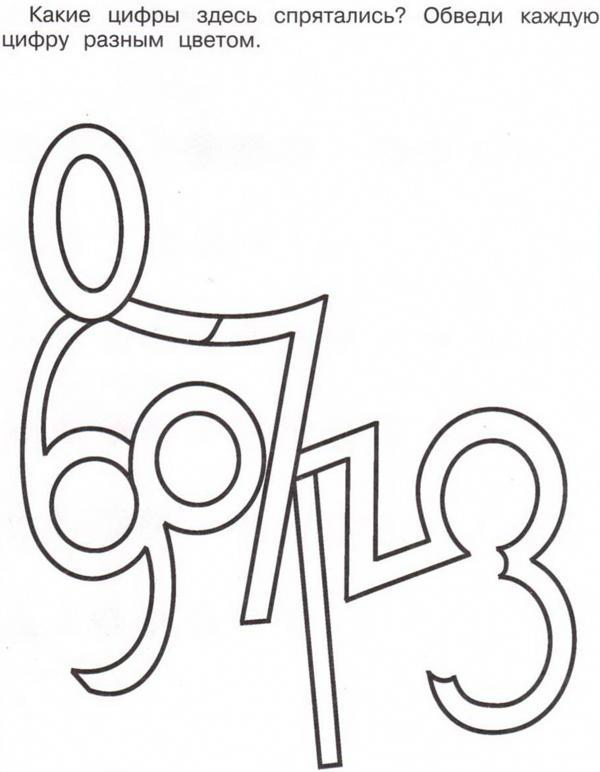 Какие цифры здесь спрятались? Обведи каждую
цифру разным цветом.